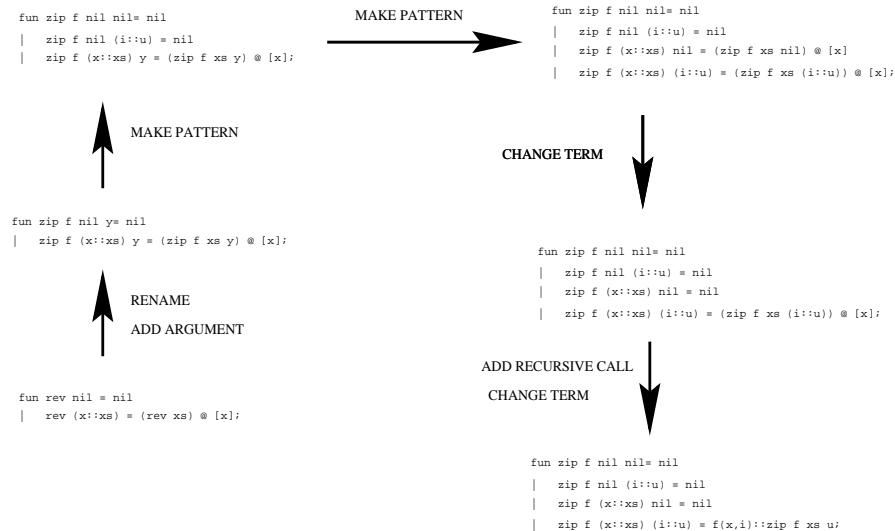 fun zip f nil nil= nil
|   zip f nil (i::u) = nil
|   zip f (x::xs) y = (zip f xs y) @ [x];
MAKE PATTERN
fun zip f nil nil= nil
|   zip f nil (i::u) = nil
|   zip f (x::xs) nil = (zip f xs nil) @ [x]
|   zip f (x::xs) (i::u) = (zip f xs (i::u)) @ [x];
MAKE PATTERN
CHANGE TERM
fun zip f nil y= nil
|   zip f (x::xs) y = (zip f xs y) @ [x];
fun zip f nil nil= nil
|   zip f nil (i::u) = nil
|   zip f (x::xs) nil = nil
|   zip f (x::xs) (i::u) = (zip f xs (i::u)) @ [x];
RENAME
ADD ARGUMENT
ADD RECURSIVE CALL
CHANGE TERM
fun rev nil = nil
|   rev (x::xs) = (rev xs) @ [x];
fun zip f nil nil= nil
|   zip f nil (i::u) = nil
|   zip f (x::xs) nil = nil
|   zip f (x::xs) (i::u) = f(x,i)::zip f xs u;